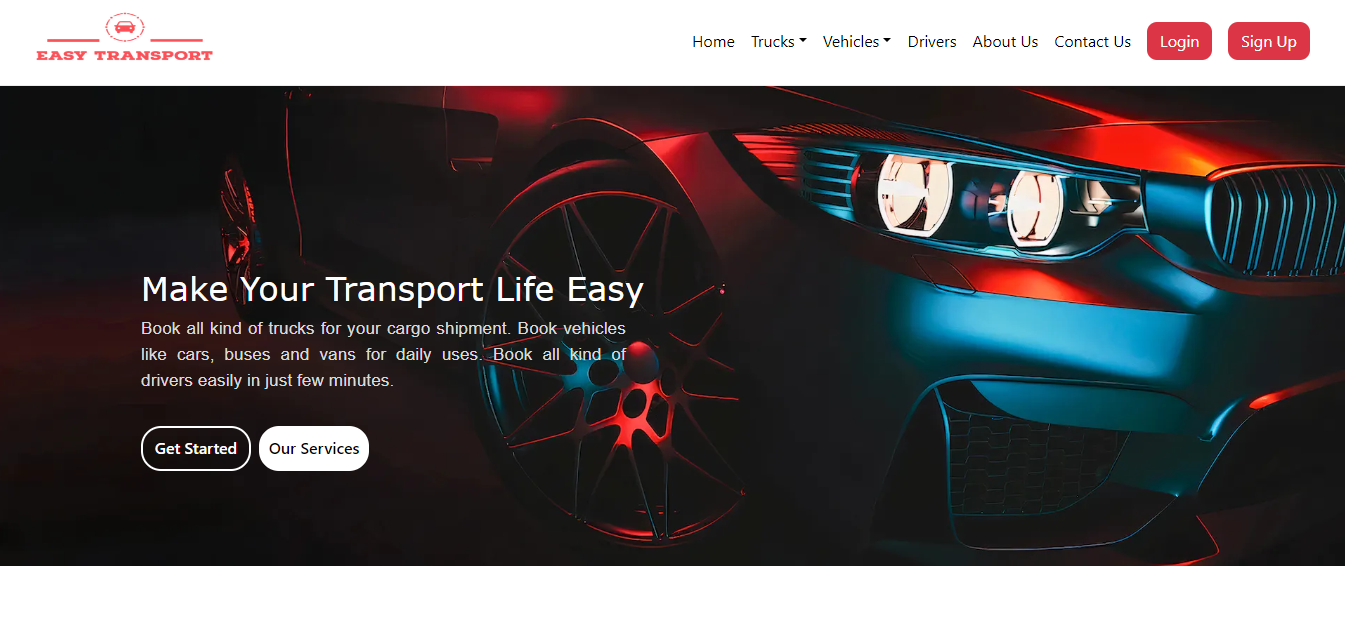 EASY TRANSPORT
Home Trucks Vehicles Drivers About Us Contact Us Login Sign Up
Make Your Transport Life Easy
Book all kind of trucks for your cargo shipment. Book vehicles
like cars, buses and vans for daily uses. Book all kind of
drivers easily in just few minutes.
Get Started Our Services